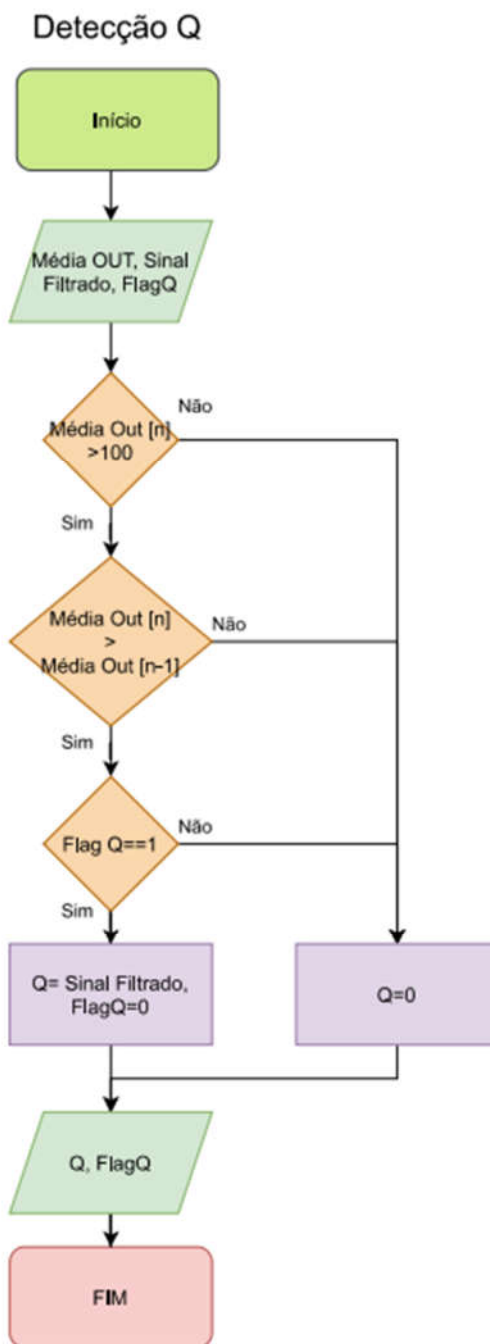 Detecção Q
Início
Média OUT, Sinal
Filtrado, FlagQ
Média Out [n]
>100
Não
Sim
Média Out [n]
>
Média Out [n-1]
Não
Sim
Flag Q==1
Não
Sim
Q= Sinal Filtrado,
FlagQ=0
Q=0
Q, FlagQ
FIM